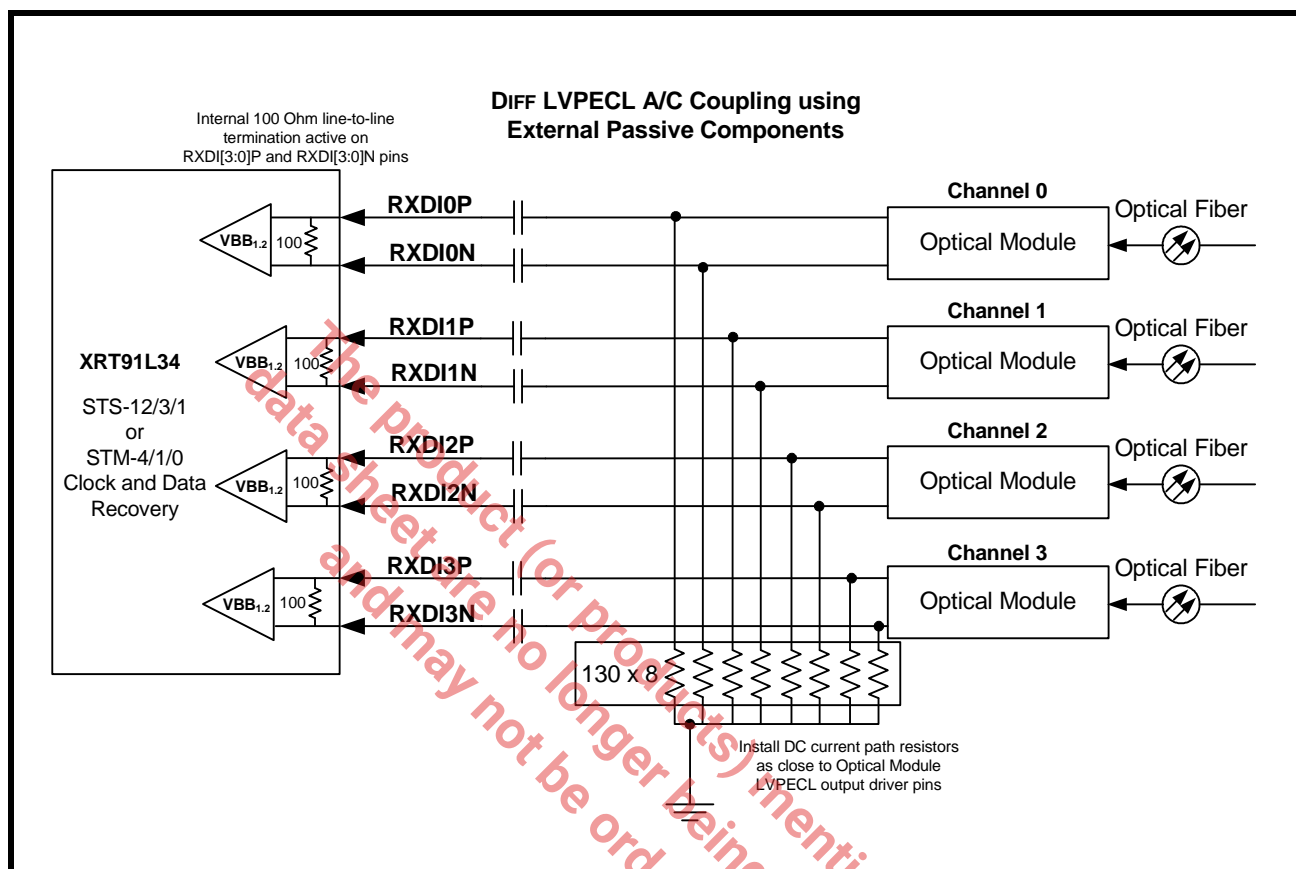 DIFF LVPECL A/C Coupling using
External Passive Components
Internal 100 Ohm line-to-line
termination active on
RXDI[3:0]P and RXDI[3:0]N pins
XRT91L34
STS-12/3/1
or
STM-4/1/0
Clock and Data
Recovery
VBB1.2
100
RXDI0P
RXDI0N
Channel 0
Optical Module
Optical Fiber
VBB1.2
100
RXDI1P
RXDI1N
Channel 1
Optical Module
Optical Fiber
VBB1.2
100
RXDI2P
RXDI2N
Channel 2
Optical Module
Optical Fiber
VBB1.2
100
RXDI3P
RXDI3N
Channel 3
Optical Module
Optical Fiber
130 x 8
Install DC current path resistors
as close to Optical Module
LVPECL output driver pins
The product (or products) menti
data sheet are no longer being
and may not be ord